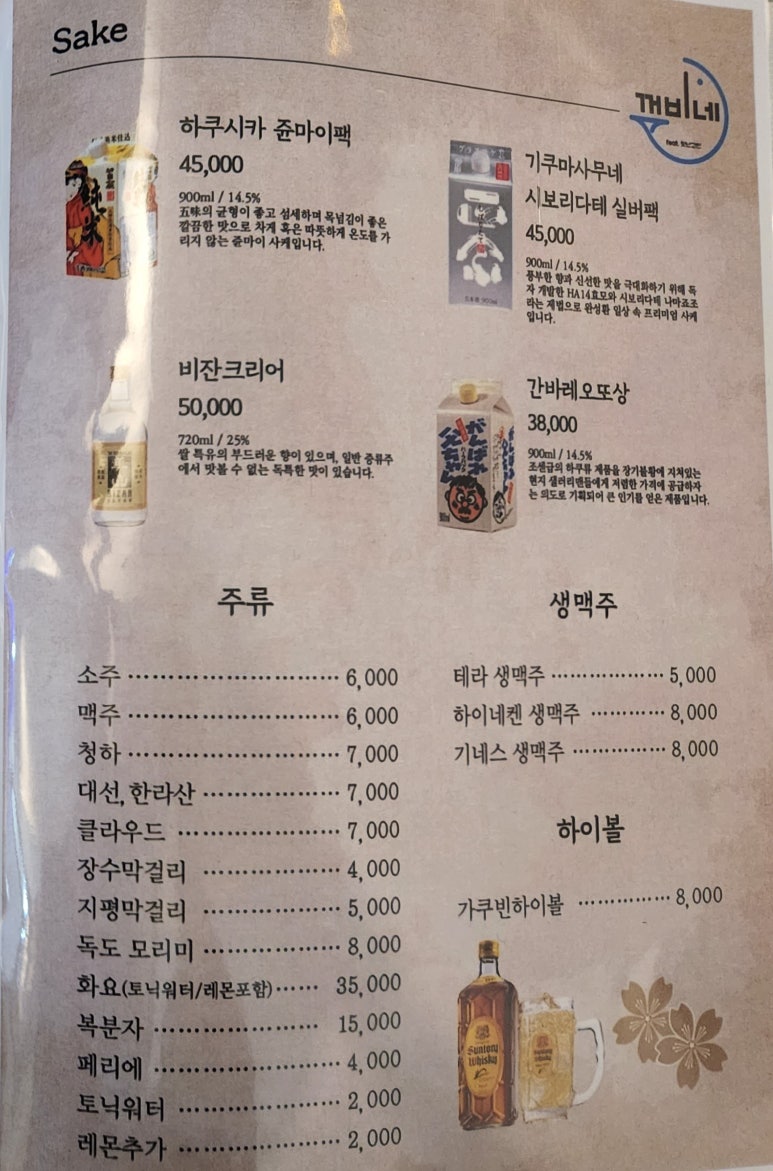 Sake
꺼비네
하쿠시카 쥰마이팩
45,000
900ml / 14.5%
五味의 균형이 좋고 섬세하며 목넘김이 좋은
깔끔한 맛으로 차게 혹은 따뜻하게 온도를 가
리지 않는 쥰마이 사케입니다.
純米
기쿠마사무네
시보리다테 실버팩
45,000
900ml / 14.5%
풍부한 향과 신선한 맛을 극대화하기 위해 독
자 개발한 HA14효모와 시보리다테 나마죠조
라는 제법으로 완성환 일상 속 프리미엄 사케
입니다.
비잔크리어
50,000
720ml / 25%
쌀 특유의 부드러운 향이 있으며, 일반 증류주
에서 맛볼 수 없는 독특한 맛이 있습니다.
간바레오또상
38,000
900ml / 14.5%
조센급의 하쿠류 제품을 장기불황에 지쳐있는
현지 샐러리맨들에게 저렴한 가격에 공급하자
는 의도로 기획되어 큰 인기를 얻은 제품입니다.
がんばれ
父ちゃん
주류
소주 6,000
맥주 6,000
청하 7,000
대선, 한라산 7,000
클라우드 7,000
장수막걸리 4,000
지평막걸리 5,000
독도 모리미 8,000
화요(토닉워터/레몬포함) 35,000
복분자 15,000
페리에 4,000
토닉워터 2,000
레몬추가 2,000
생맥주
테라 생맥주 5,000
하이네켄 생맥주 8,000
기네스 생맥주 8,000
하이볼
가쿠빈하이볼 8,000
Suntory
Whisky
Suntory
Whisky